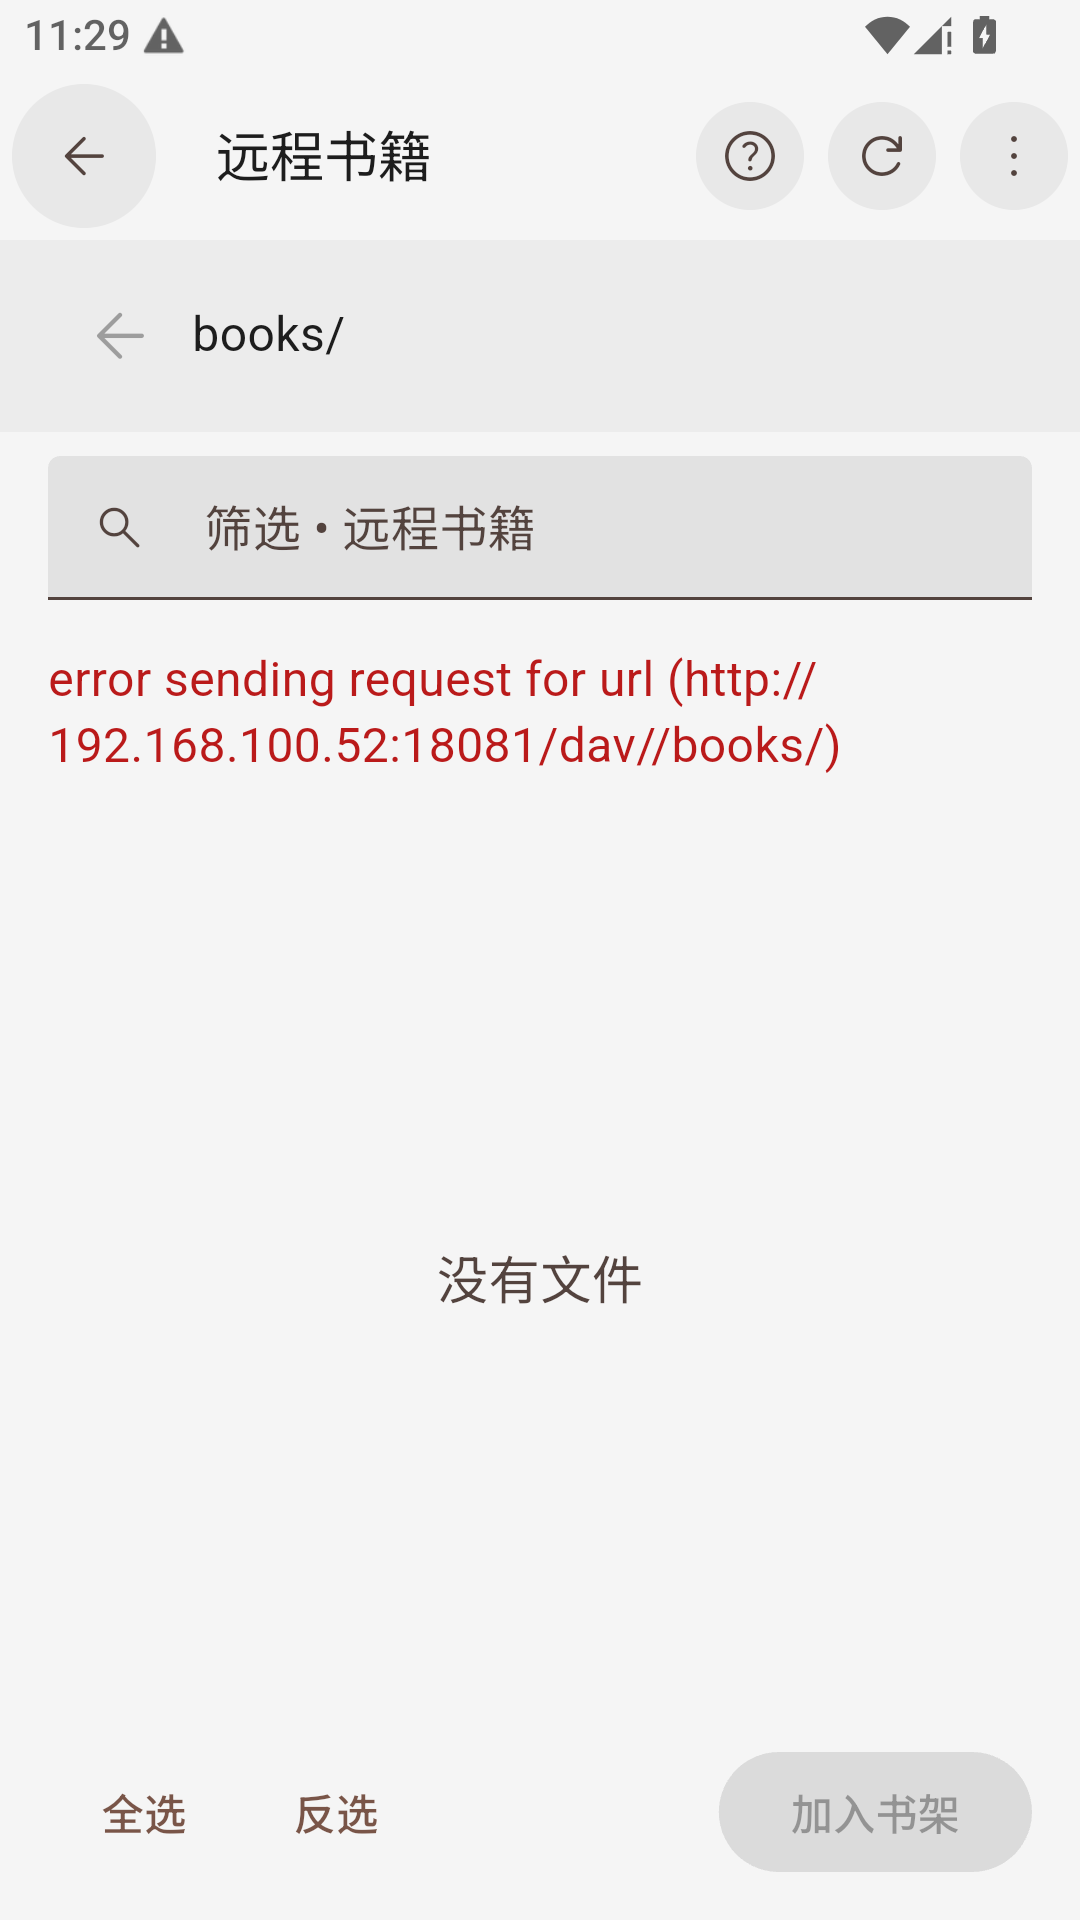 11:29
远程书籍
books/
筛选 • 远程书籍
error sending request for url (http://
192.168.100.52:18081/dav//books/)
没有文件
全选
反选
加入书架